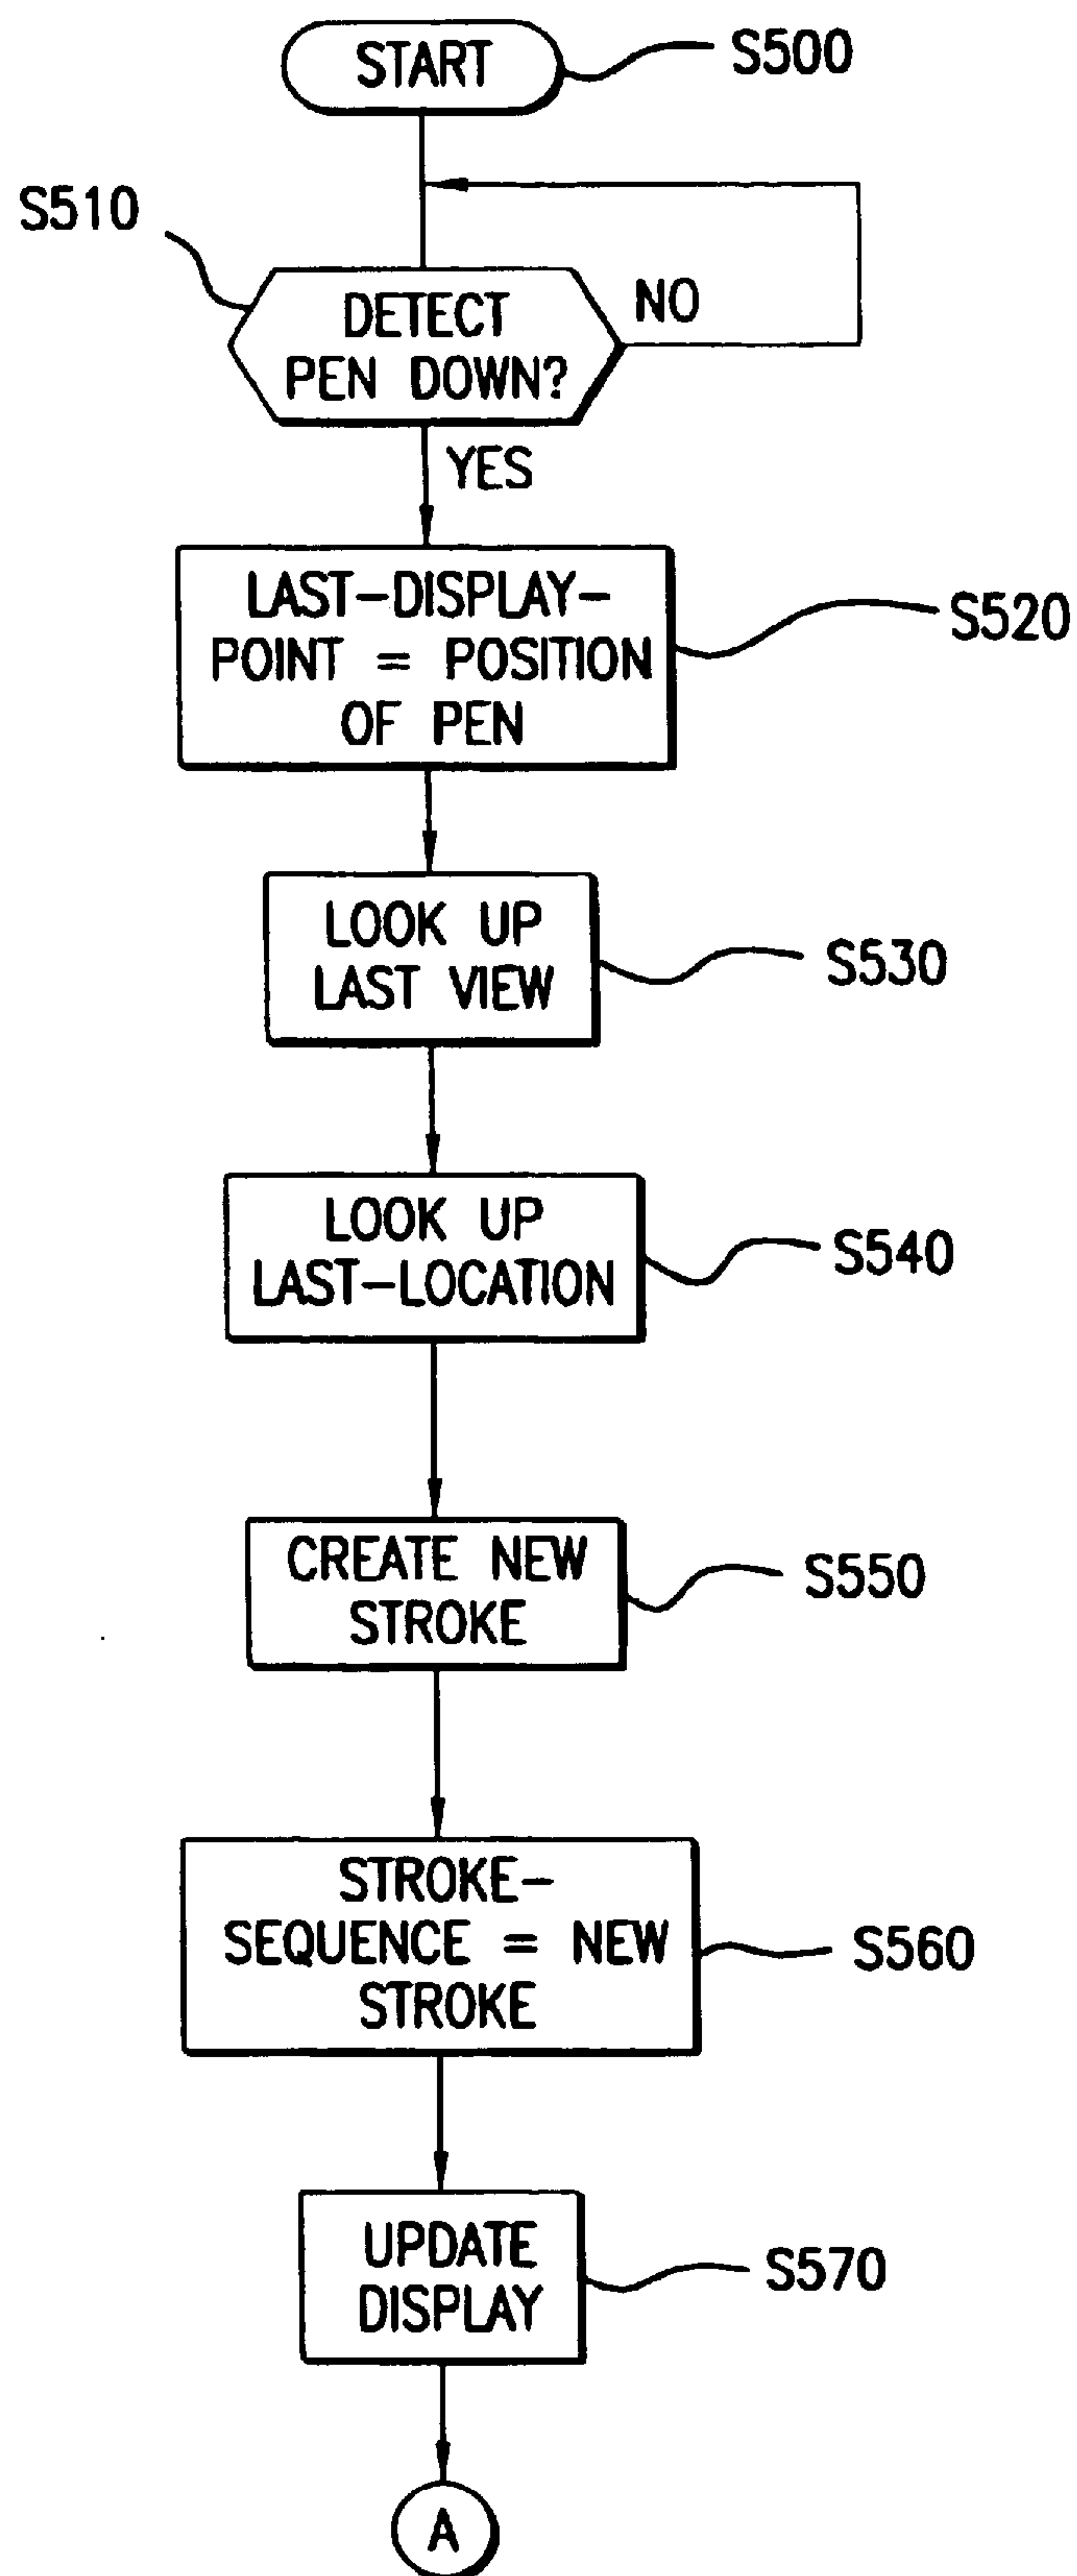 START
S500
S510
DETECT
PEN DOWN?
NO
YES
LAST-DISPLAY-
POINT = POSITION
OF PEN
S520
LOOK UP
LAST VIEW
S530
LOOK UP
LAST-LOCATION
S540
CREATE NEW
STROKE
S550
STROKE-
SEQUENCE = NEW
STROKE
S560
UPDATE
DISPLAY
S570
A